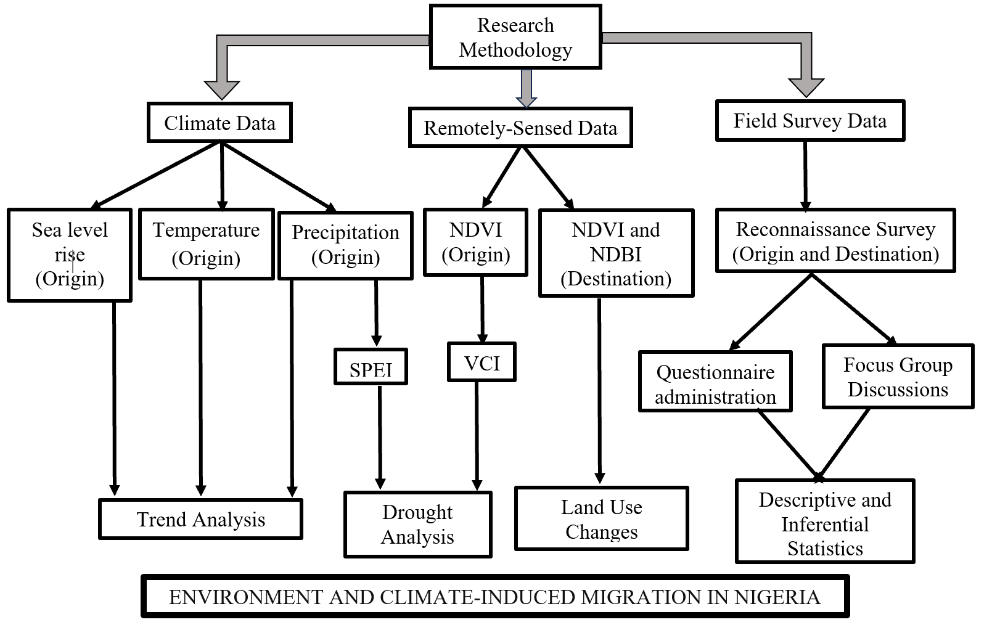 Research
Methodology
Climate Data
Remotely-Sensed Data
Field Survey Data
Sea level
rise
(Origin)
Temperature
(Origin)
Precipitation
(Origin)
NDVI
(Origin)
NDVI and
NDBI
(Destination)
Reconnaissance Survey
(Origin and Destination)
SPEI
VCI
Questionnaire
administration
Focus Group
Discussions
Trend Analysis
Drought
Analysis
Land Use
Changes
Descriptive and
Inferential
Statistics
ENVIRONMENT AND CLIMATE-INDUCED MIGRATION IN NIGERIA